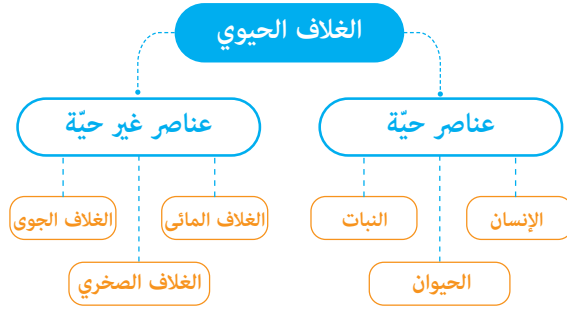 الغلاف الحيوي
عناصر حيّة
عناصر غير حيّة
الإنسان
النبات
الغلاف المائى
الغلاف الجوى
الحيوان
الغلاف الصخري